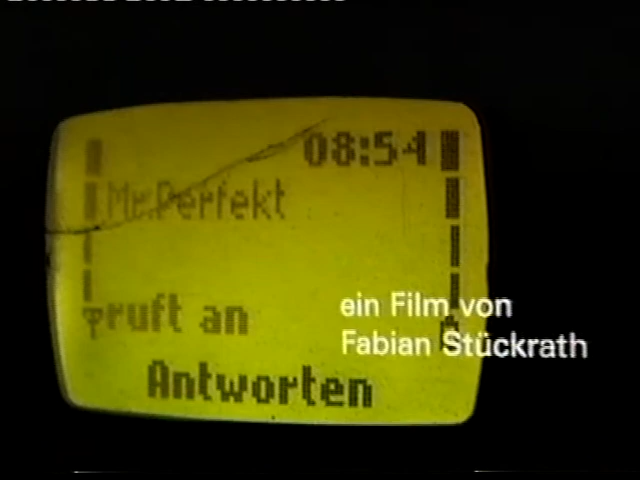 08:54
Mr.Perfekt
ruft an
ein Film von
Fabian Stückrath
Antworten